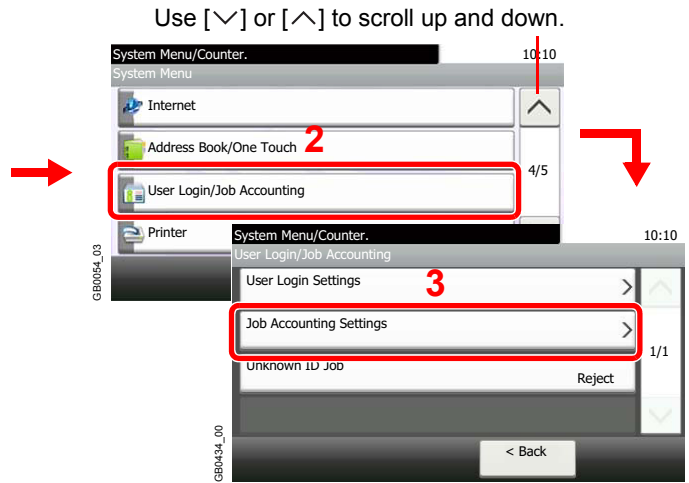 Use [∨] or [∧] to scroll up and down.
System Menu/Counter.
10:10
System Menu
Internet
Address Book/One Touch
2
4/5
User Login/Job Accounting
Printer
GB0054_03
System Menu/Counter.
10:10
User Login/Job Accounting
User Login Settings
3
Job Accounting Settings
1/1
Unknown ID Job
Reject
< Back
GB0434_00